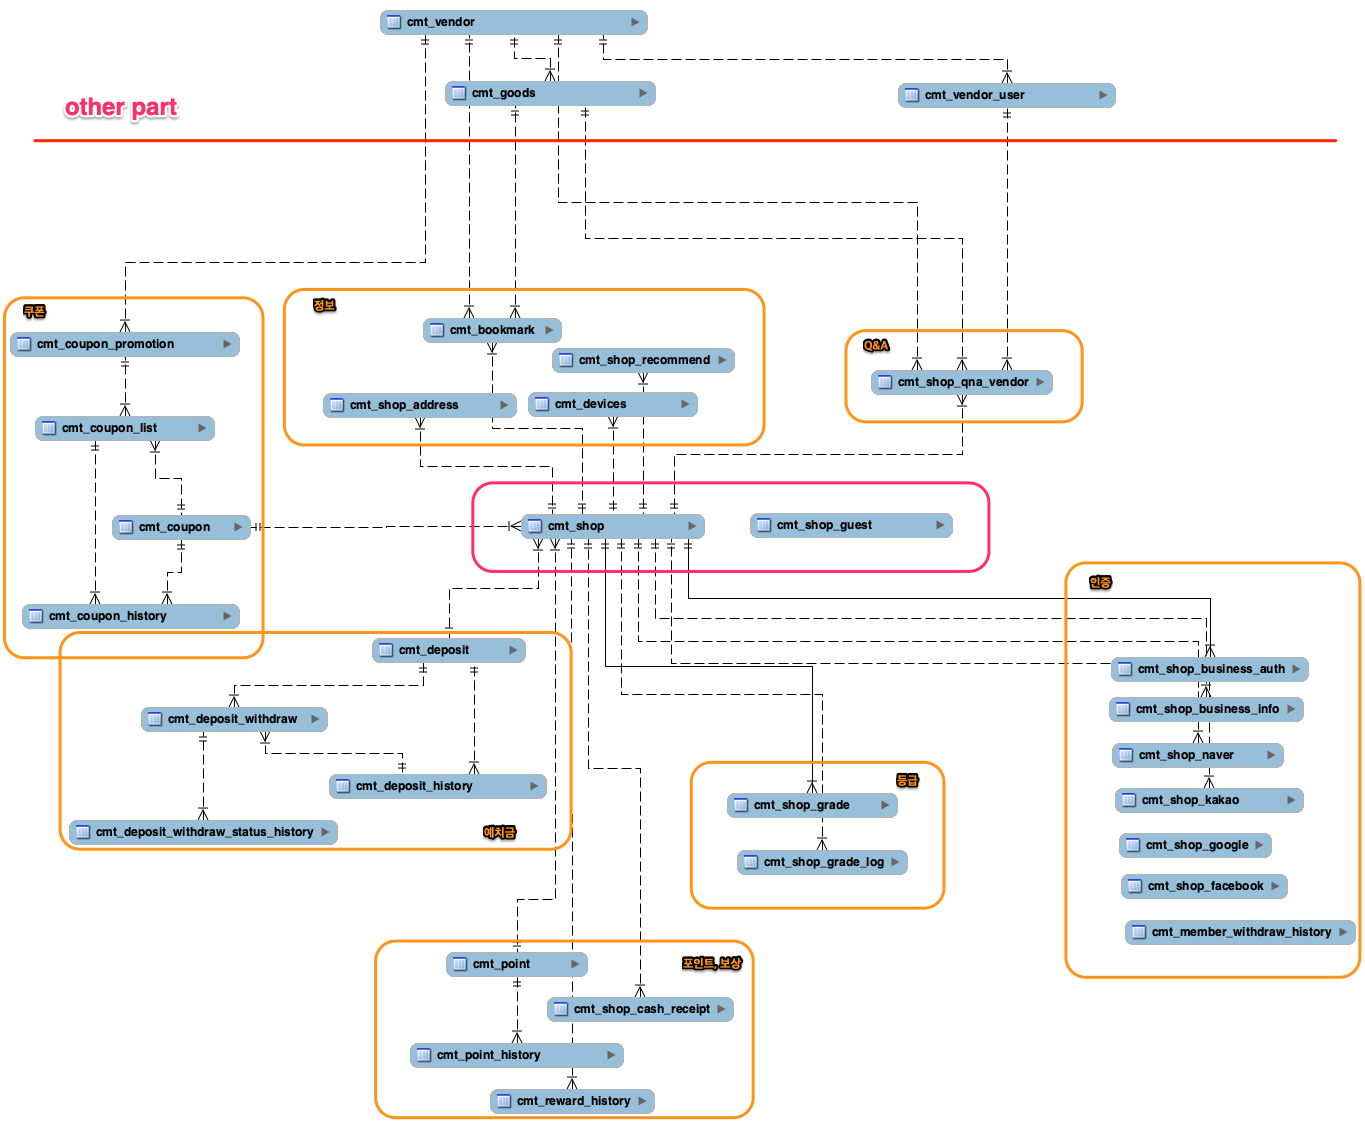 cmt_vendor
cmt_goods
cmt_vendor_user
other part
쿠폰
cmt_coupon_promotion
cmt_coupon_list
cmt_coupon
cmt_coupon_history
정보
cmt_bookmark
cmt_shop_recommend
cmt_shop_address
cmt_devices
Q&A
cmt_shop_qna_vendor
cmt_shop
cmt_shop_guest
cmt_deposit
cmt_deposit_withdraw
cmt_deposit_history
cmt_deposit_withdraw_status_history
예치금
등급
cmt_shop_grade
cmt_shop_grade_log
인증
cmt_shop_business_auth
cmt_shop_business_info
cmt_shop_naver
cmt_shop_kakao
cmt_shop_google
cmt_shop_facebook
cmt_member_withdraw_history
포인트, 보상
cmt_point
cmt_shop_cash_receipt
cmt_point_history
cmt_reward_history